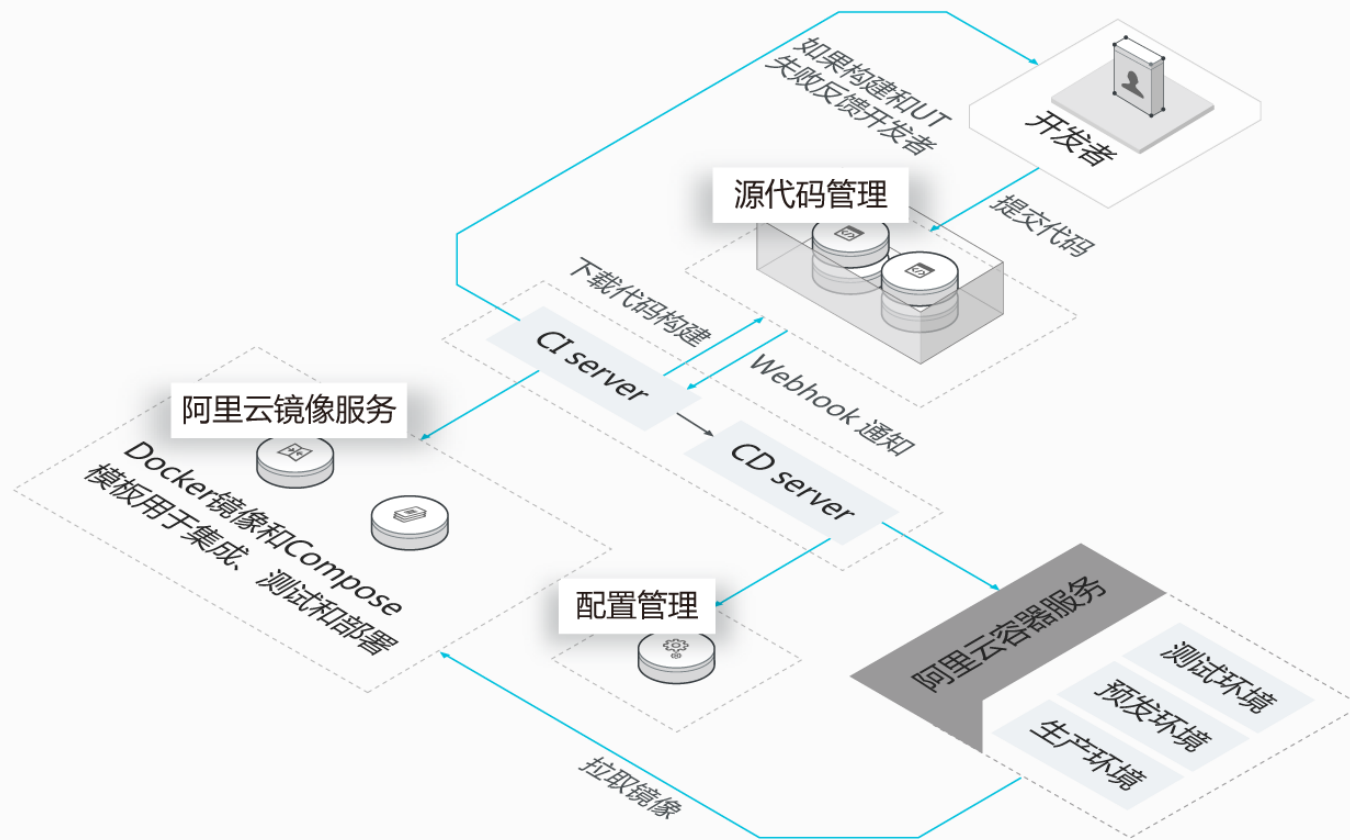 如果构建和UT
失败反馈开发者
开发者
源代码管理
提交代码
下载代码构建
CI server
Webhook 通知
阿里云镜像服务
CD server
Docker镜像和Compose
模板用于集成、测试和部署
配置管理
阿里云容器服务
测试环境
预发环境
生产环境
拉取镜像